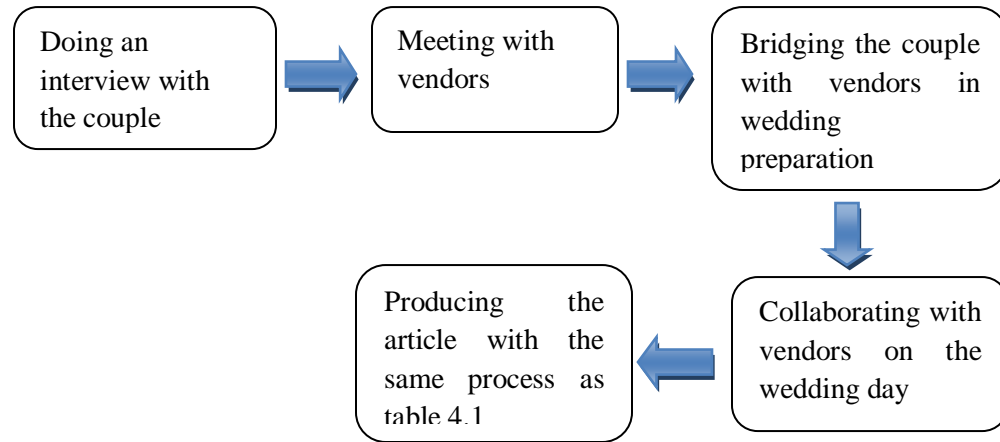 Doing an
interview with
the couple
Meeting with
vendors
Bridging the couple
with vendors in
wedding
preparation
Collaborating with
vendors on the
wedding day
Producing the
article with the
same process as
table 4.1